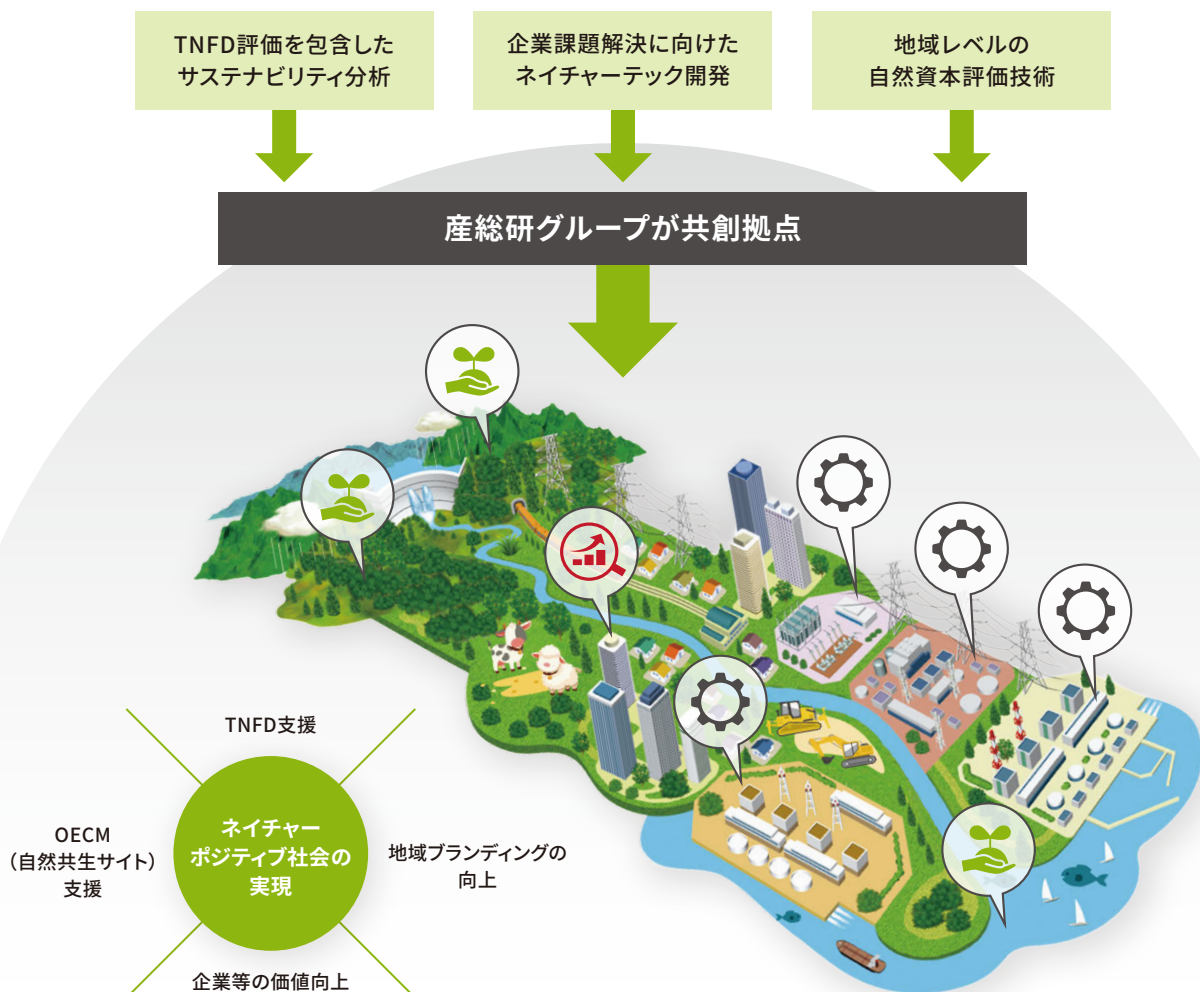 TNFD評価を包含した
サステナビリティ分析
企業課題解決に向けた
ネイチャーテック開発
地域レベルの
自然資本評価技術
産総研グループが共創拠点
TNFD支援
OECM
（自然共生サイト）
支援
ネイチャー
ポジティブ社会の
実現
地域ブランディングの
向上
企業等の価値向上